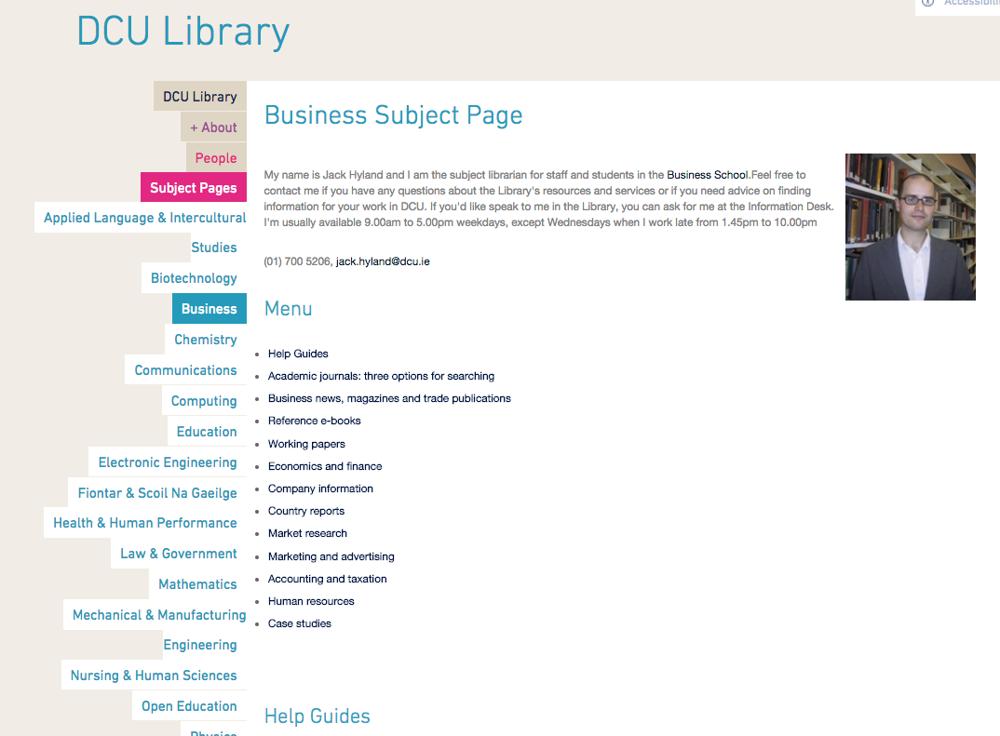 Accessibili
DCU Library
DCU Library
+ About
People
Subject Pages
Applied Language & Intercultural
Studies
Biotechnology
Business
Chemistry
Communications
Computing
Education
Electronic Engineering
Fiontar & Scoil Na Gaeilge
Health & Human Performance
Law & Government
Mathematics
Mechanical & Manufacturing
Engineering
Nursing & Human Sciences
Open Education
Physics
Business Subject Page
My name is Jack Hyland and I am the subject librarian for staff and students in the Business School.Feel free to
contact me if you have any questions about the Library's resources and services or if you need advice on finding
information for your work in DCU. If you'd like speak to me in the Library, you can ask for me at the Information Desk.
I'm usually available 9.00am to 5.00pm weekdays, except Wednesdays when I work late from 1.45pm to 10.00pm
(01) 700 5206, jack.hyland@dcu.ie
Menu
Help Guides
Academic journals: three options for searching
Business news, magazines and trade publications
Reference e-books
Working papers
Economics and finance
Company information
Country reports
Market research
Marketing and advertising
Accounting and taxation
Human resources
Case studies
Help Guides